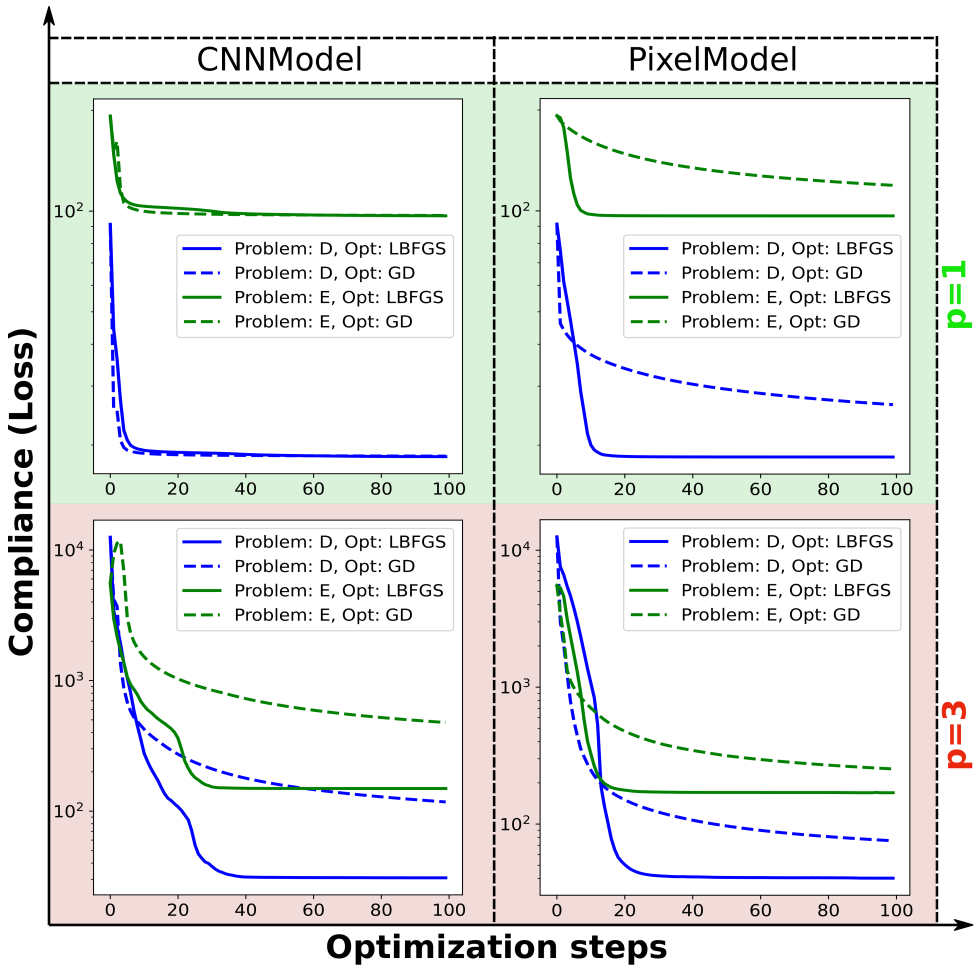 CNNModel
PixelModel
10²
Problem: D, Opt: LBFGS
Problem: D, Opt: GD
Problem: E, Opt: LBFGS
Problem: E, Opt: GD
0 20 40 60 80 100
10²
Problem: D, Opt: LBFGS
Problem: D, Opt: GD
Problem: E, Opt: LBFGS
Problem: E, Opt: GD
0 20 40 60 80 100
p=1
Compliance (Loss)
10⁴
10³
10²
Problem: D, Opt: LBFGS
Problem: D, Opt: GD
Problem: E, Opt: LBFGS
Problem: E, Opt: GD
0 20 40 60 80 100
10⁴
10³
10²
Problem: D, Opt: LBFGS
Problem: D, Opt: GD
Problem: E, Opt: LBFGS
Problem: E, Opt: GD
0 20 40 60 80 100
p=3
Optimization steps